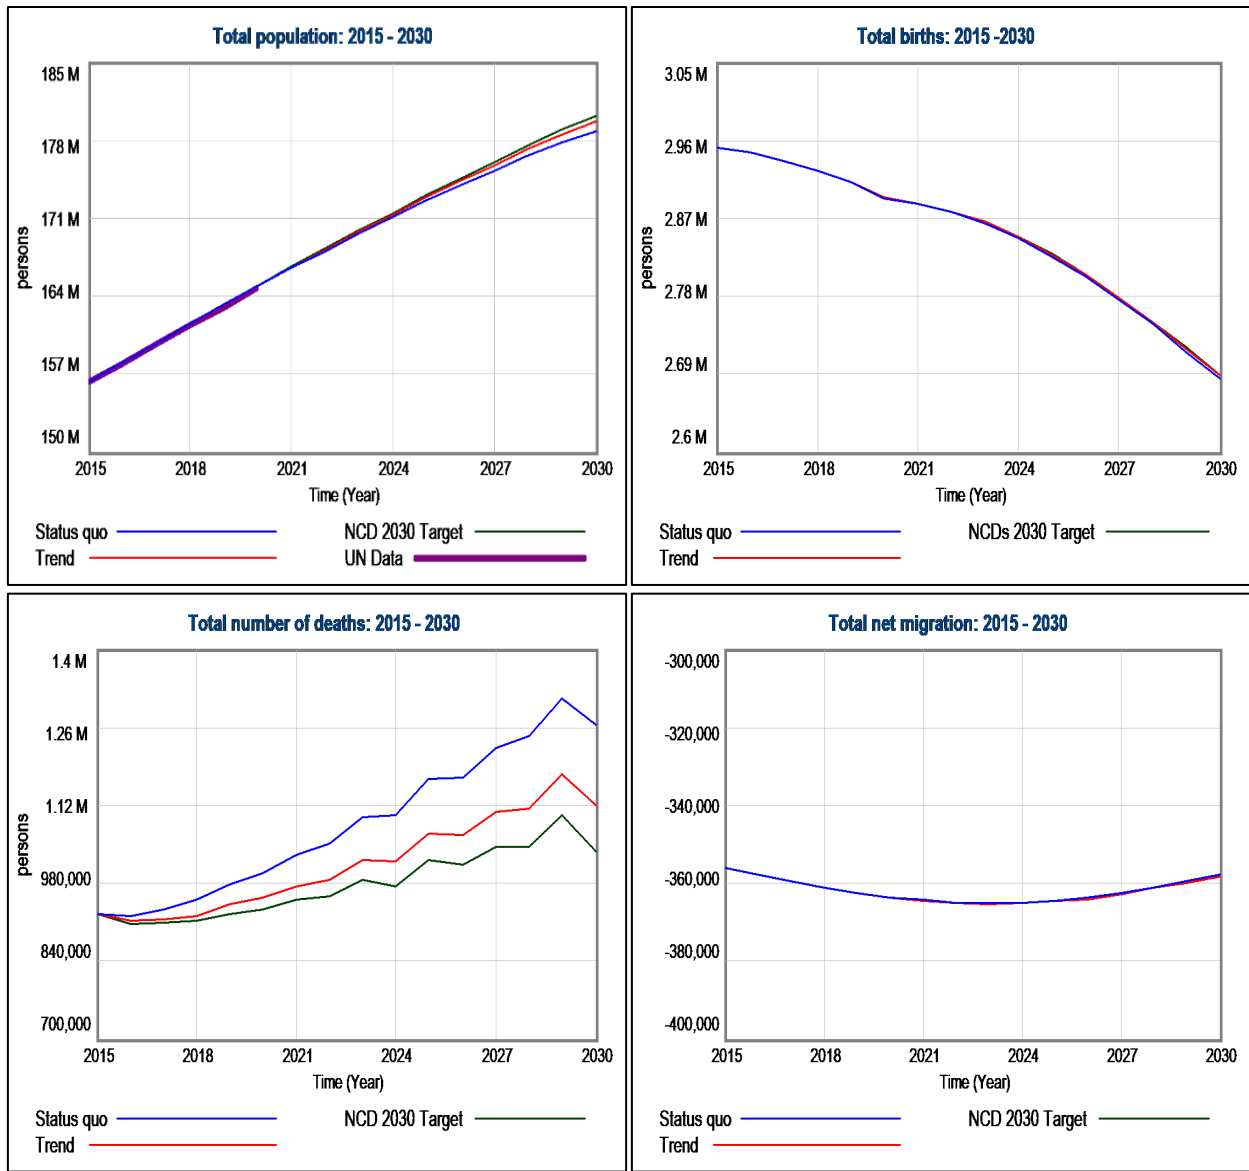 Total population: 2015 - 2030
185 M
178 M
171 M
164 M
157 M
150 M
persons
2015 2018 2021 2024 2027 2030
Time (Year)
Status quo NCD 2030 Target
Trend UN Data
Total births: 2015 -2030
3.05 M
2.96 M
2.87 M
2.78 M
2.69 M
2.6 M
persons
2015 2018 2021 2024 2027 2030
Time (Year)
Status quo NCDs 2030 Target
Trend
Total number of deaths: 2015 - 2030
1.4 M
1.26 M
1.12 M
980,000
840,000
700,000
persons
2015 2018 2021 2024 2027 2030
Time (Year)
Status quo NCD 2030 Target
Trend
Total net migration: 2015 - 2030
-300,000
-320,000
-340,000
-360,000
-380,000
-400,000
2015 2018 2021 2024 2027 2030
Time (Year)
Status quo NCD 2030 Target
Trend